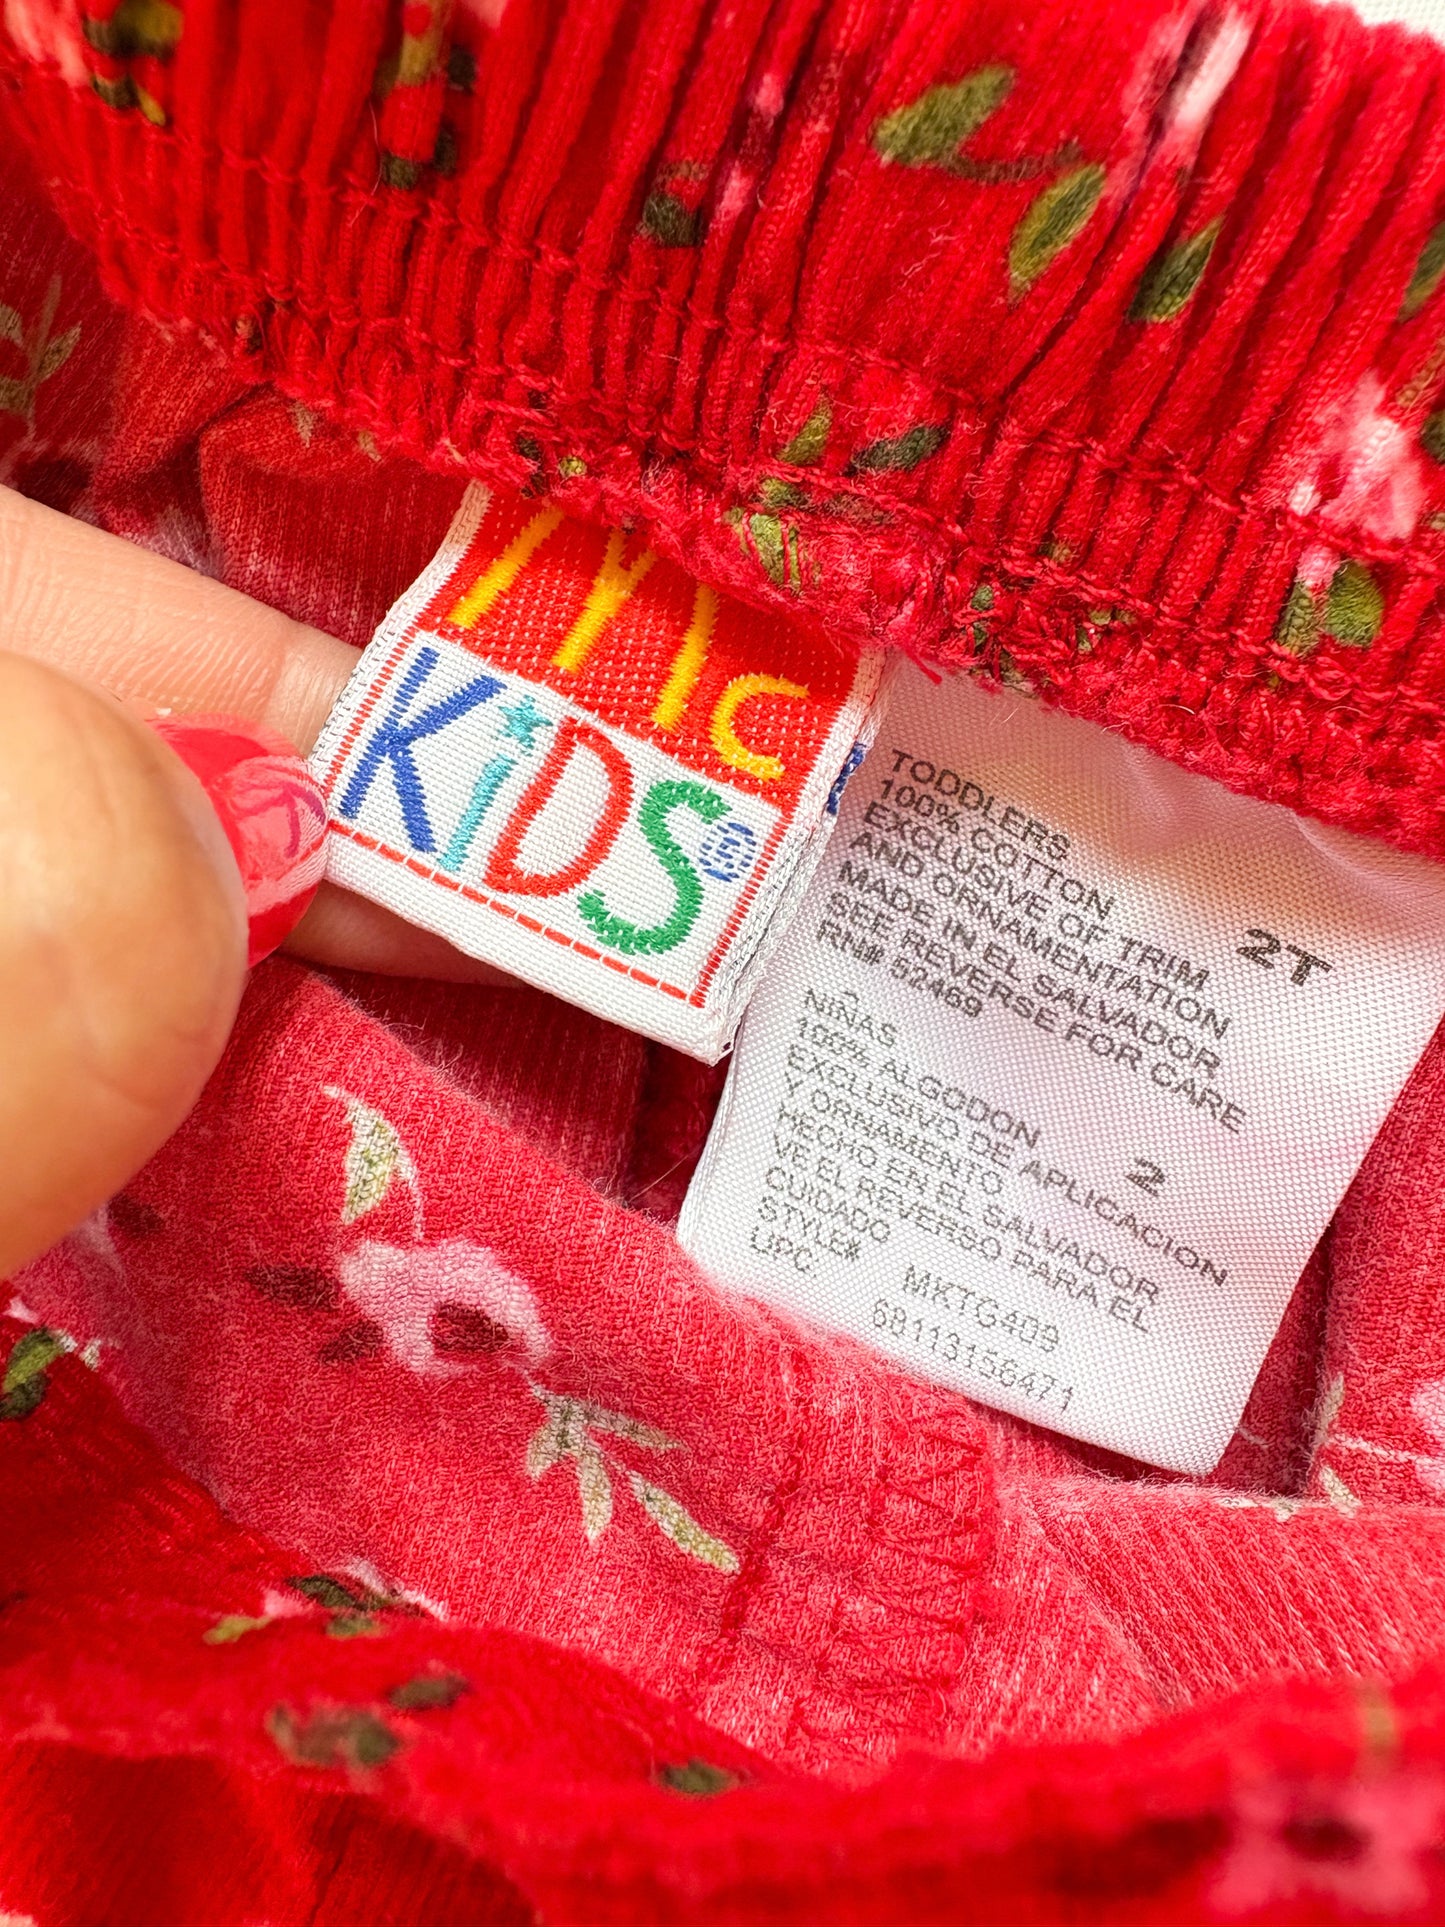 Mc
KiDS®
TODDLERS
100% COTTON
EXCLUSIVE OF TRIM
AND ORNAMENTATION
MADE IN EL SALVADOR
SEE REVERSE FOR CARE
RN# 52469
2T
NIÑAS
100% ALGODON
EXCLUSIVO DE APLICACION
Y ORNAMENTO
HECHO EN EL SALVADOR
VE EL REVERSO PARA EL
CUIDADO
2
STYLE# MKTG409
UPC: 68113156471